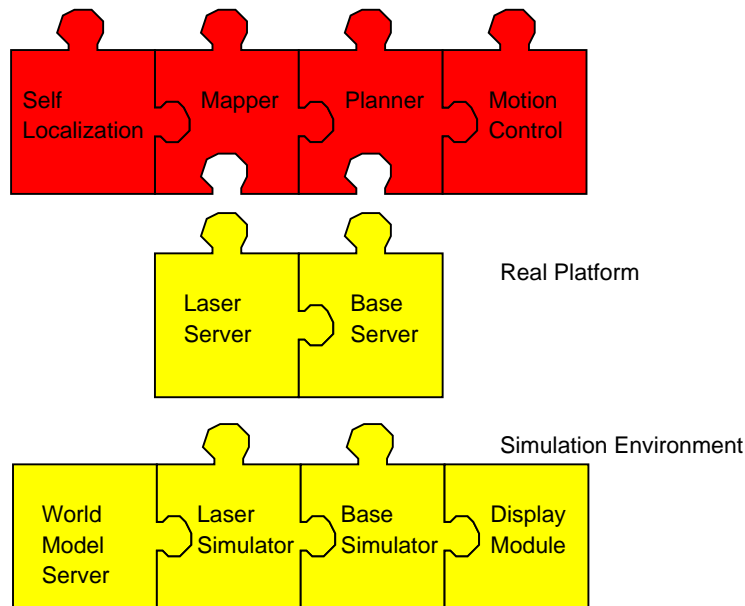 Self
Localization
Mapper
Planner
Motion
Control
Laser
Server
Base
Server
Real Platform
Simulation Environment
World
Model
Server
Laser
Simulator
Base
Simulator
Display
Module